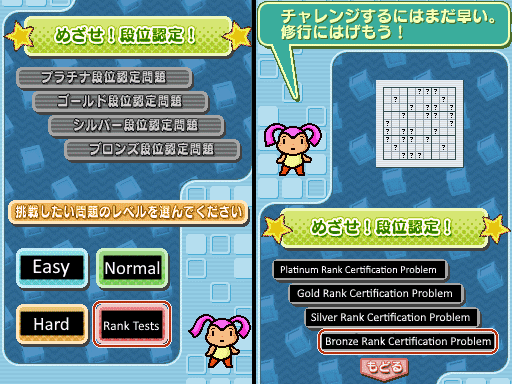 めざせ！段位認定！
プラチナ段位認定問題
ゴールド段位認定問題
シルバー段位認定問題
ブロンズ段位認定問題
挑戦したい問題のレベルを選んでください
Easy
Normal
Hard
Rank Tests
チャレンジするにはまだ早い。
修行にはげもう！
? ? ?
?
めざせ！段位認定！
Platinum Rank Certification Problem
Gold Rank Certification Problem
Silver Rank Certification Problem
Bronze Rank Certification Problem
もどる